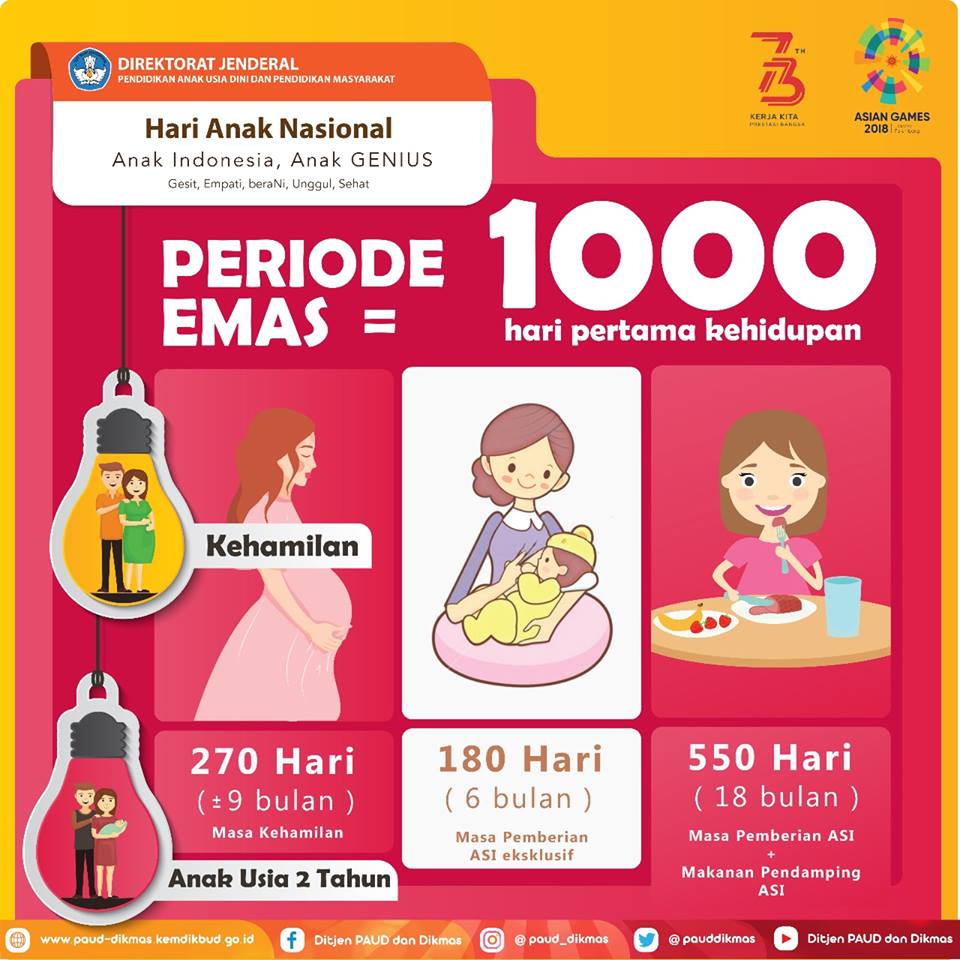 DIREKTORAT JENDERAL
PENDIDIKAN ANAK USIA DINI DAN PENDIDIKAN MASYARAKAT
Hari Anak Nasional
Anak Indonesia, Anak GENIUS
Gesit, Empati, beraNi, Unggul, Sehat
73 TH
KERJA KITA
PRESTASI BANGSA
ASIAN GAMES
2018
PERIODE
EMAS =
1000
hari pertama kehidupan
Kehamilan
270 Hari
( ±9 bulan )
Masa Kehamilan
180 Hari
( 6 bulan )
Masa Pemberian
ASI eksklusif
550 Hari
( 18 bulan )
Masa Pemberian ASI
+
Makanan Pendamping
ASI
Anak Usia 2 Tahun
www.paud-dikmas kemdikbud go.id
Ditjen PAUD dan Dikmas
@ paud_dikmas
@ pauddikmas
Ditjen PAUD dan Dikmas